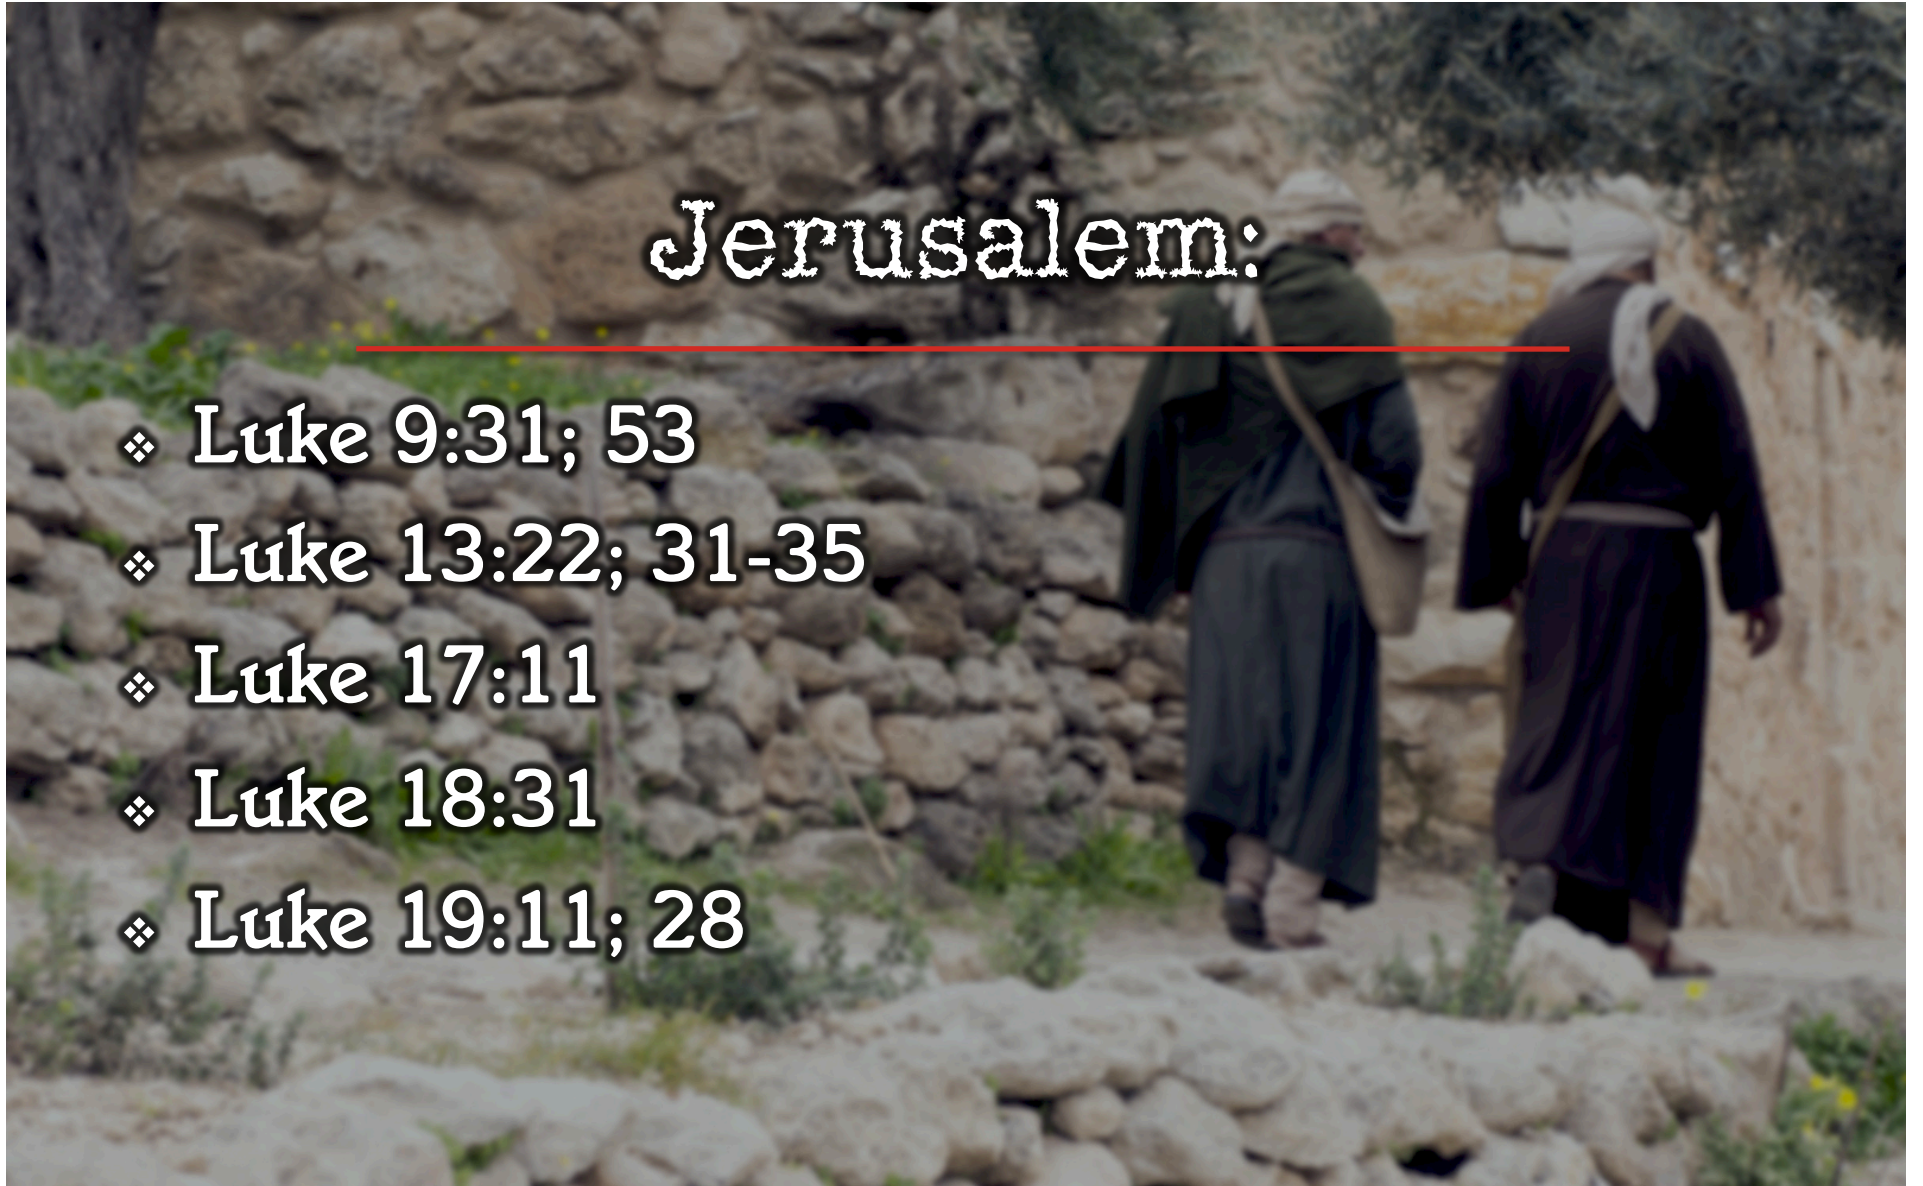 Jerusalem:
❖ Luke 9:31; 53
❖ Luke 13:22; 31-35
❖ Luke 17:11
❖ Luke 18:31
❖ Luke 19:11; 28